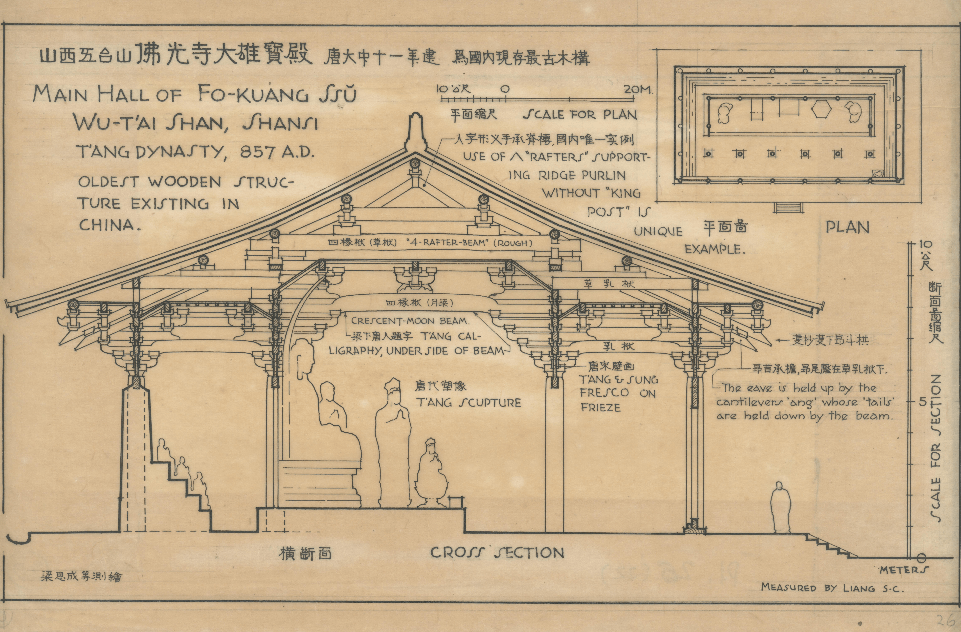 山西五台山佛光寺大雄寶殿 唐大中十一年建 為國內現存最古木構
MAIN HALL OF FO-KUANG SSŬ
WU-T'AI SHAN, SHANSI
T'ANG DYNASTY, 857 A.D.
OLDEST WOODEN STRUC-
TURE EXISTING IN
CHINA.
10 公尺 0 20M.
平面縮尺 SCALE FOR PLAN
人字形叉手承脊槫, 國內唯一實例
USE OF 人 "RAFTERS" SUPPORT-
ING RIDGE PURLIN
WITHOUT "KING
POST" IS
UNIQUE
EXAMPLE.
平面圖 PLAN
四椽栿 (草栿) "4-RAFTER-BEAM" (ROUGH)
草乳栿
四椽栿 (月梁)
CRESCENT-MOON BEAM
梁下唐人題字 T'ANG CAL-
LIGRAPHY, UNDER SIDE OF BEAM
乳栿
唐宋壁畫
T'ANG & SUNG
FRESCO ON
FRIEZE
唐代塑像
T'ANG SCUPTURE
雙抄雙下昂斗栱
昂首承檐, 昂尾壓在草乳栿下.
The eave is held up by the
cantilevers 'ang' whose 'tails'
are held down by the beam.
10 公尺
5
0
斷面圖縮尺
SCALE FOR SECTION
METERS
橫斷面 CROSS SECTION
梁思成等測繪
MEASURED BY LIANG S-C.
26